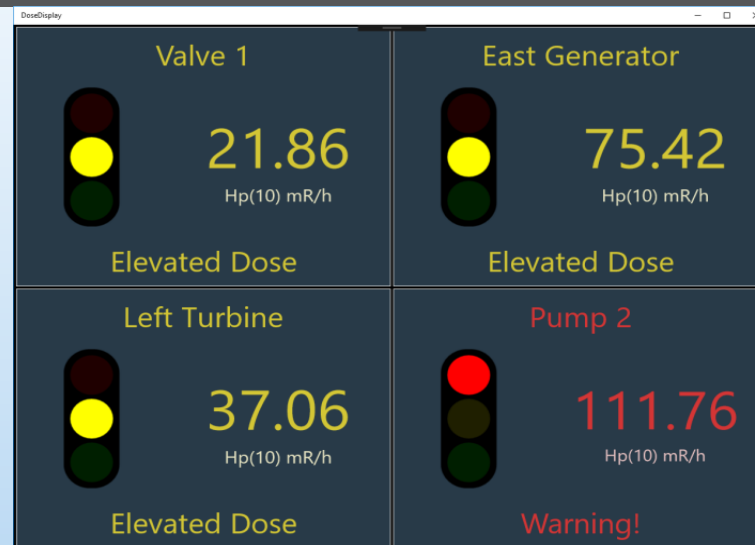 DoseDisplay
Valve 1
21.86
Hp(10) mR/h
Elevated Dose
East Generator
75.42
Hp(10) mR/h
Elevated Dose
Left Turbine
37.06
Hp(10) mR/h
Elevated Dose
Pump 2
111.76
Hp(10) mR/h
Warning!